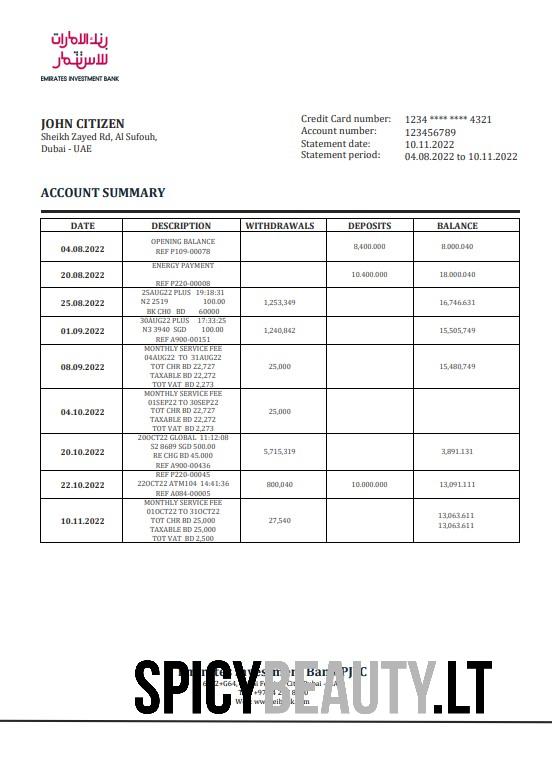 بنك الامارات
للاستثمار
EMIRATES INVESTMENT BANK
JOHN CITIZEN
Sheikh Zayed Rd, Al Sufouh,
Dubai - UAE
Credit Card number: 1234 **** **** 4321
Account number: 123456789
Statement date: 10.11.2022
Statement period: 04.08.2022 to 10.11.2022
ACCOUNT SUMMARY
DATE DESCRIPTION WITHDRAWALS DEPOSITS BALANCE
04.08.2022 OPENING BALANCE 8,400.000 8.000.040
REF P109-00078
20.08.2022 ENERGY PAYMENT 10.400.000 18.000.040
REF P220-00008
25.08.2022 25AUG22 PLUS 19:18:31 1,253,349 16,746.631
N2 2519 100.00
BK CH0 BD 60000
01.09.2022 30AUG22 PLUS 17:33:25 1,240,842 15,505,749
N3 3940 SGD 100.00
REF A900-00151
08.09.2022 MONTHLY SERVICE FEE 25,000 15,480,749
04AUG22 TO 31AUG22
TOT CHR BD 22,727
TAXABLE BD 22,272
TOT VAT BD 2,273
04.10.2022 MONTHLY SERVICE FEE 25,000
01SEP22 TO 30SEP22
TOT CHR BD 22,727
TAXABLE BD 22,272
TOT VAT BD 2,273
20.10.2022 20OCT22 GLOBAL 11:12:08 5,715,319 3,891.131
S2 8689 SGD 500.00
RE CHG BD 45.000
REF A900-00436
22.10.2022 REF P220-00045 800,040 10.000.000 13,091.111
22OCT22 ATM104 14:41:36
REF A084-00005
10.11.2022 MONTHLY SERVICE FEE 27,540 13,063.611
01OCT22 TO 31OCT22 13,063.611
TOT CHR BD 25,000
TAXABLE BD 25,000
TOT VAT BD 2,500
SPICYBEAUTY.LT